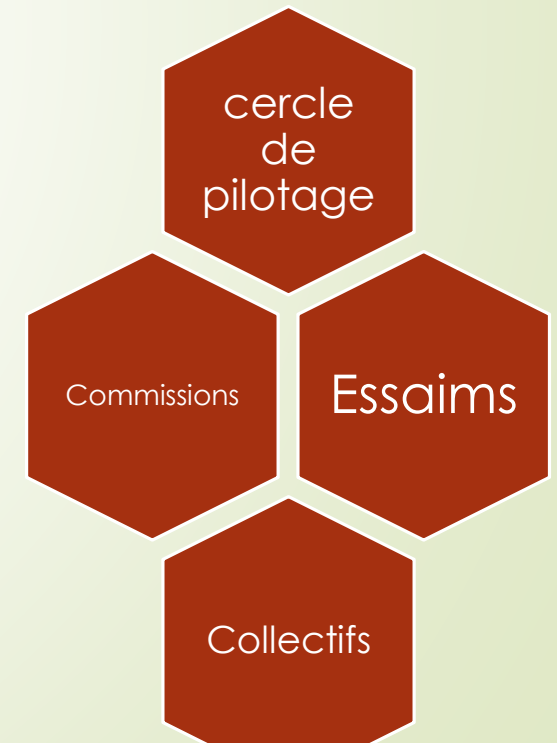 cercle
de
pilotage
Commissions
Essaims
Collectifs